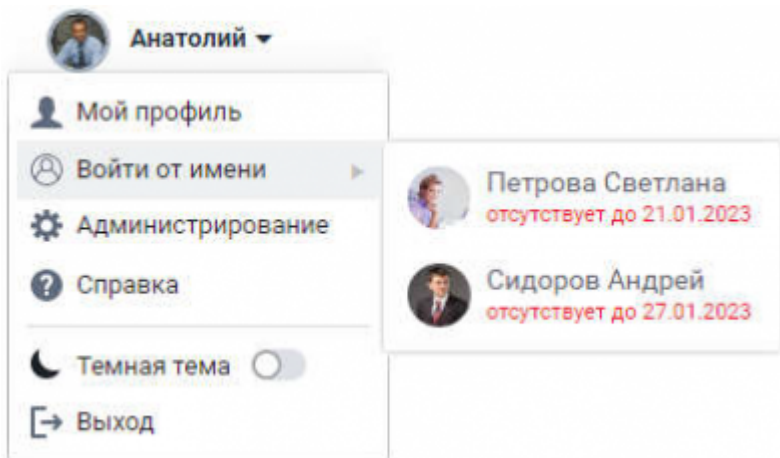 Анатолий
Мой профиль
Войти от имени
Петрова Светлана
отсутствует до 21.01.2023
Администрирование
Справка
Сидоров Андрей
отсутствует до 27.01.2023
Темная тема
Выход